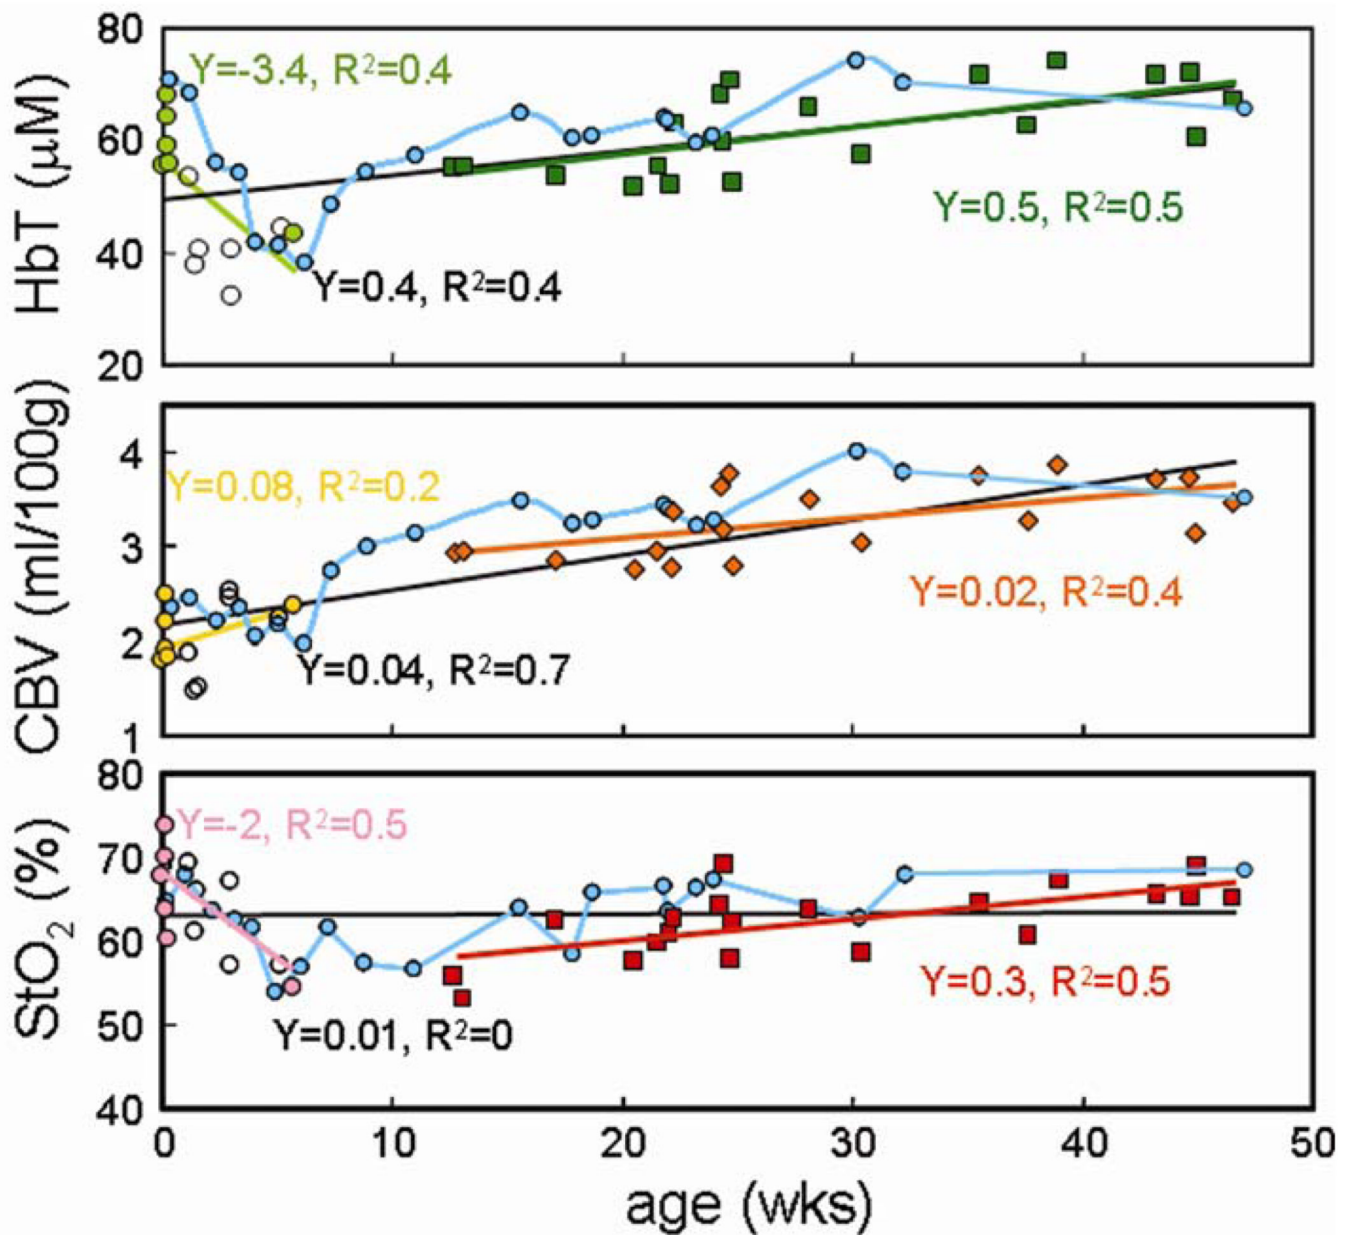 HbT (μM)
80
60
40
20
Y=-3.4, R²=0.4
Y=0.5, R²=0.5
Y=0.4, R²=0.4
CBV (ml/100g)
4
3
2
1
Y=0.08, R²=0.2
Y=0.02, R²=0.4
Y=0.04, R²=0.7
StO₂ (%)
80
70
60
50
40
Y=-2, R²=0.5
Y=0.3, R²=0.5
Y=0.01, R²=0
0 10 20 30 40 50
age (wks)